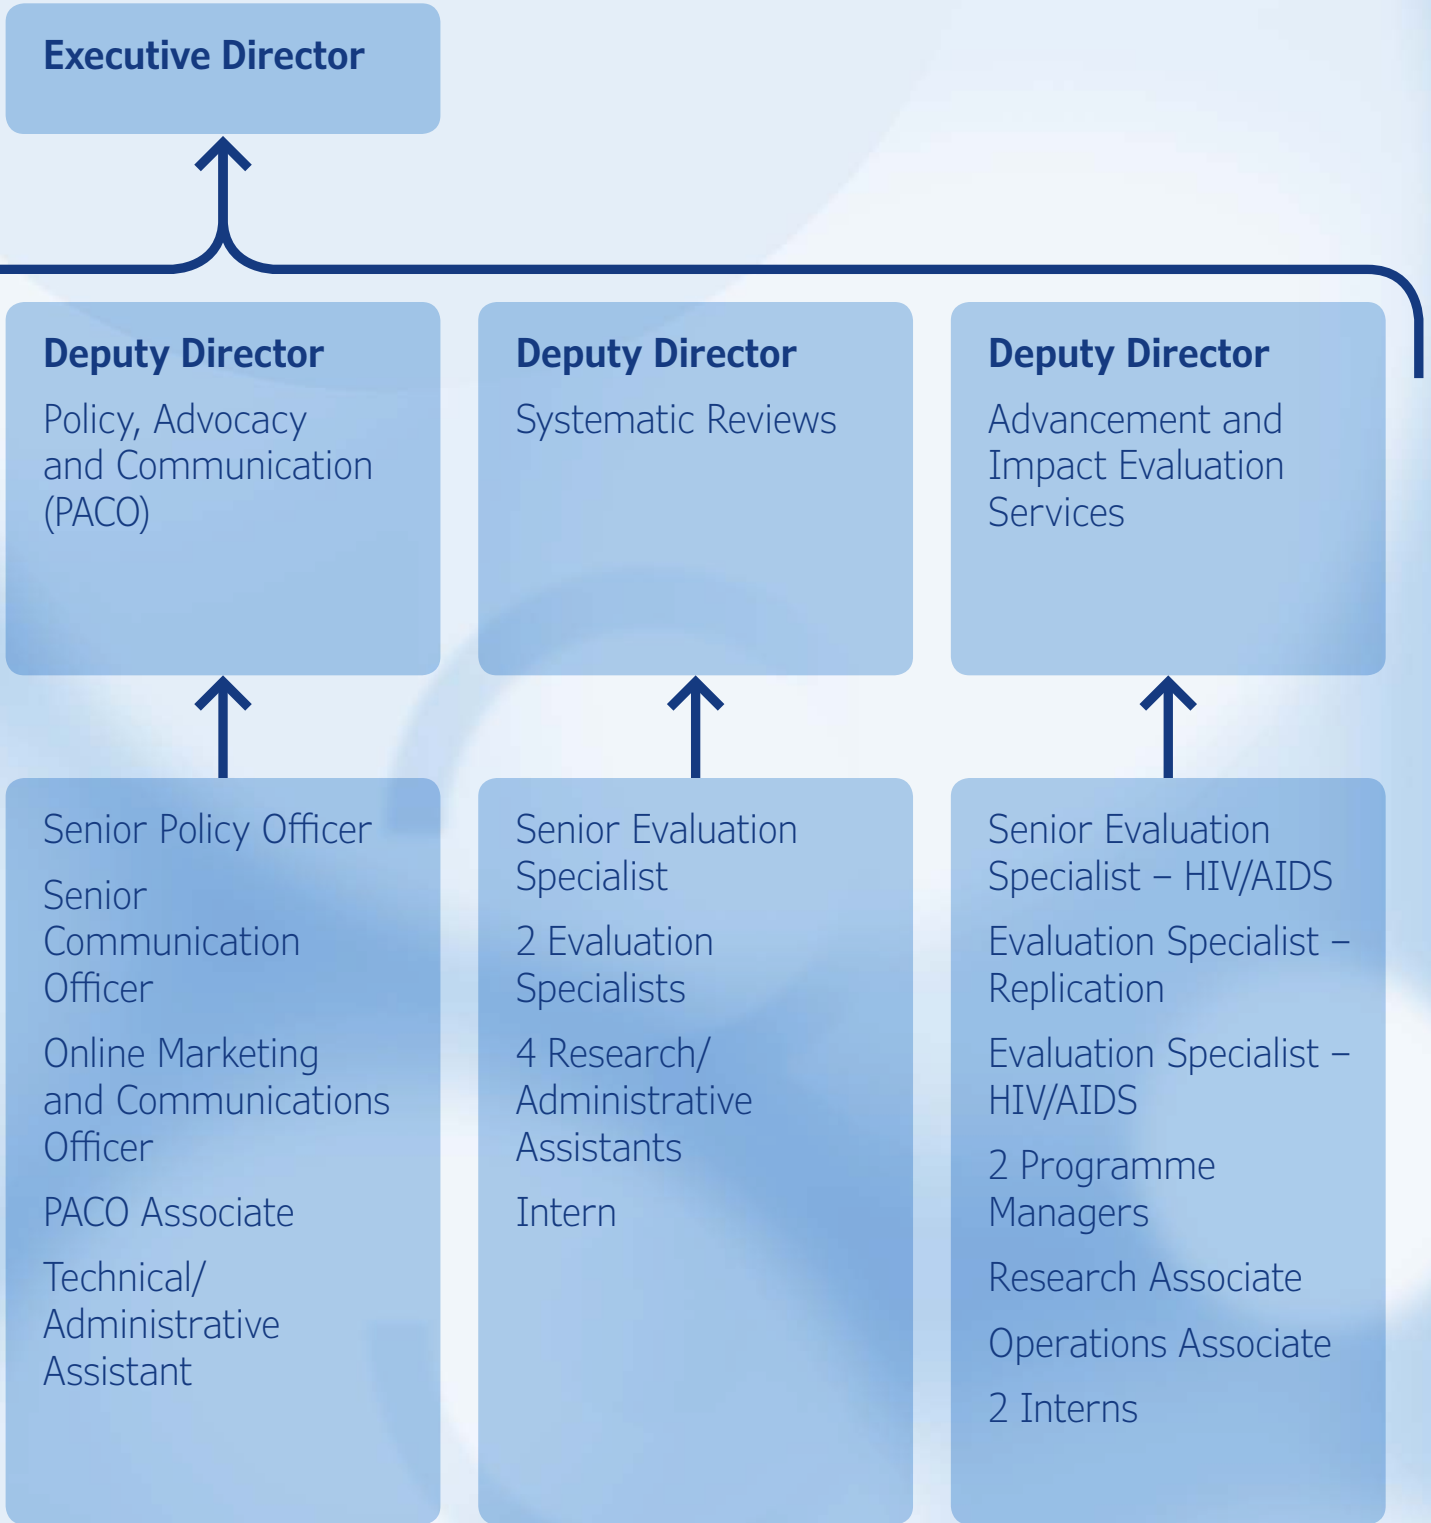 Executive Director
Deputy Director
Policy, Advocacy
and Communication
(PACO)
Deputy Director
Systematic Reviews
Deputy Director
Advancement and
Impact Evaluation
Services
Senior Policy Officer
Senior
Communication
Officer
Online Marketing
and Communications
Officer
PACO Associate
Technical/
Administrative
Assistant
Senior Evaluation
Specialist
2 Evaluation
Specialists
4 Research/
Administrative
Assistants
Intern
Senior Evaluation
Specialist – HIV/AIDS
Evaluation Specialist –
Replication
Evaluation Specialist –
HIV/AIDS
2 Programme
Managers
Research Associate
Operations Associate
2 Interns